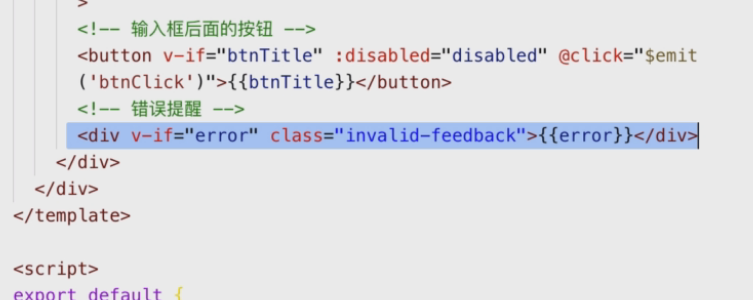 >
<!-- 输入框后面的按钮 -->
<button v-if="btnTitle" :disabled="disabled" @click="$emit
('btnClick')">{{btnTitle}}</button>
<!-- 错误提醒 -->
<div v-if="error" class="invalid-feedback">{{error}}</div>
</div>
</div>
</template>
<script>
export default {